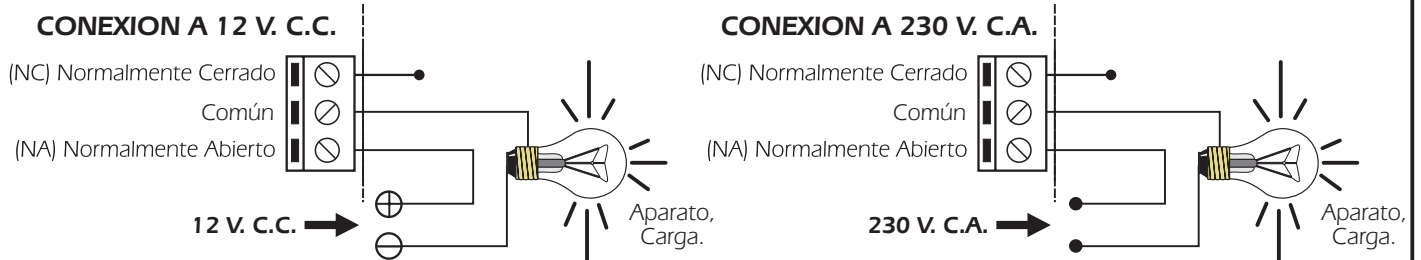 CONEXION A 12 V. C.C.
(NC) Normalmente Cerrado
Común
(NA) Normalmente Abierto
12 V. C.C.
Aparato,
Carga.
CONEXION A 230 V. C.A.
(NC) Normalmente Cerrado
Común
(NA) Normalmente Abierto
230 V. C.A.
Aparato,
Carga.